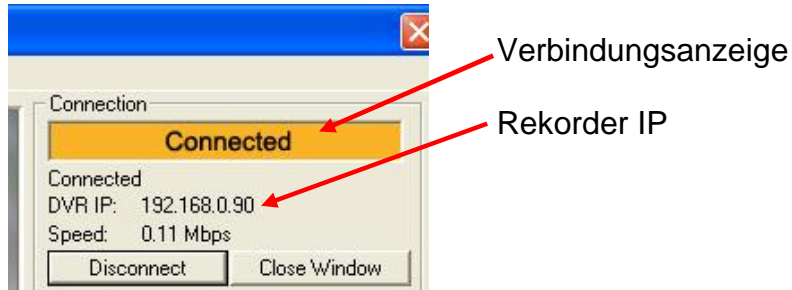 Verbindungsanzeige
Connection
Connected
Rekorder IP
Connected
DVR IP: 192.168.0.90
Speed: 0.11 Mbps
Disconnect Close Window